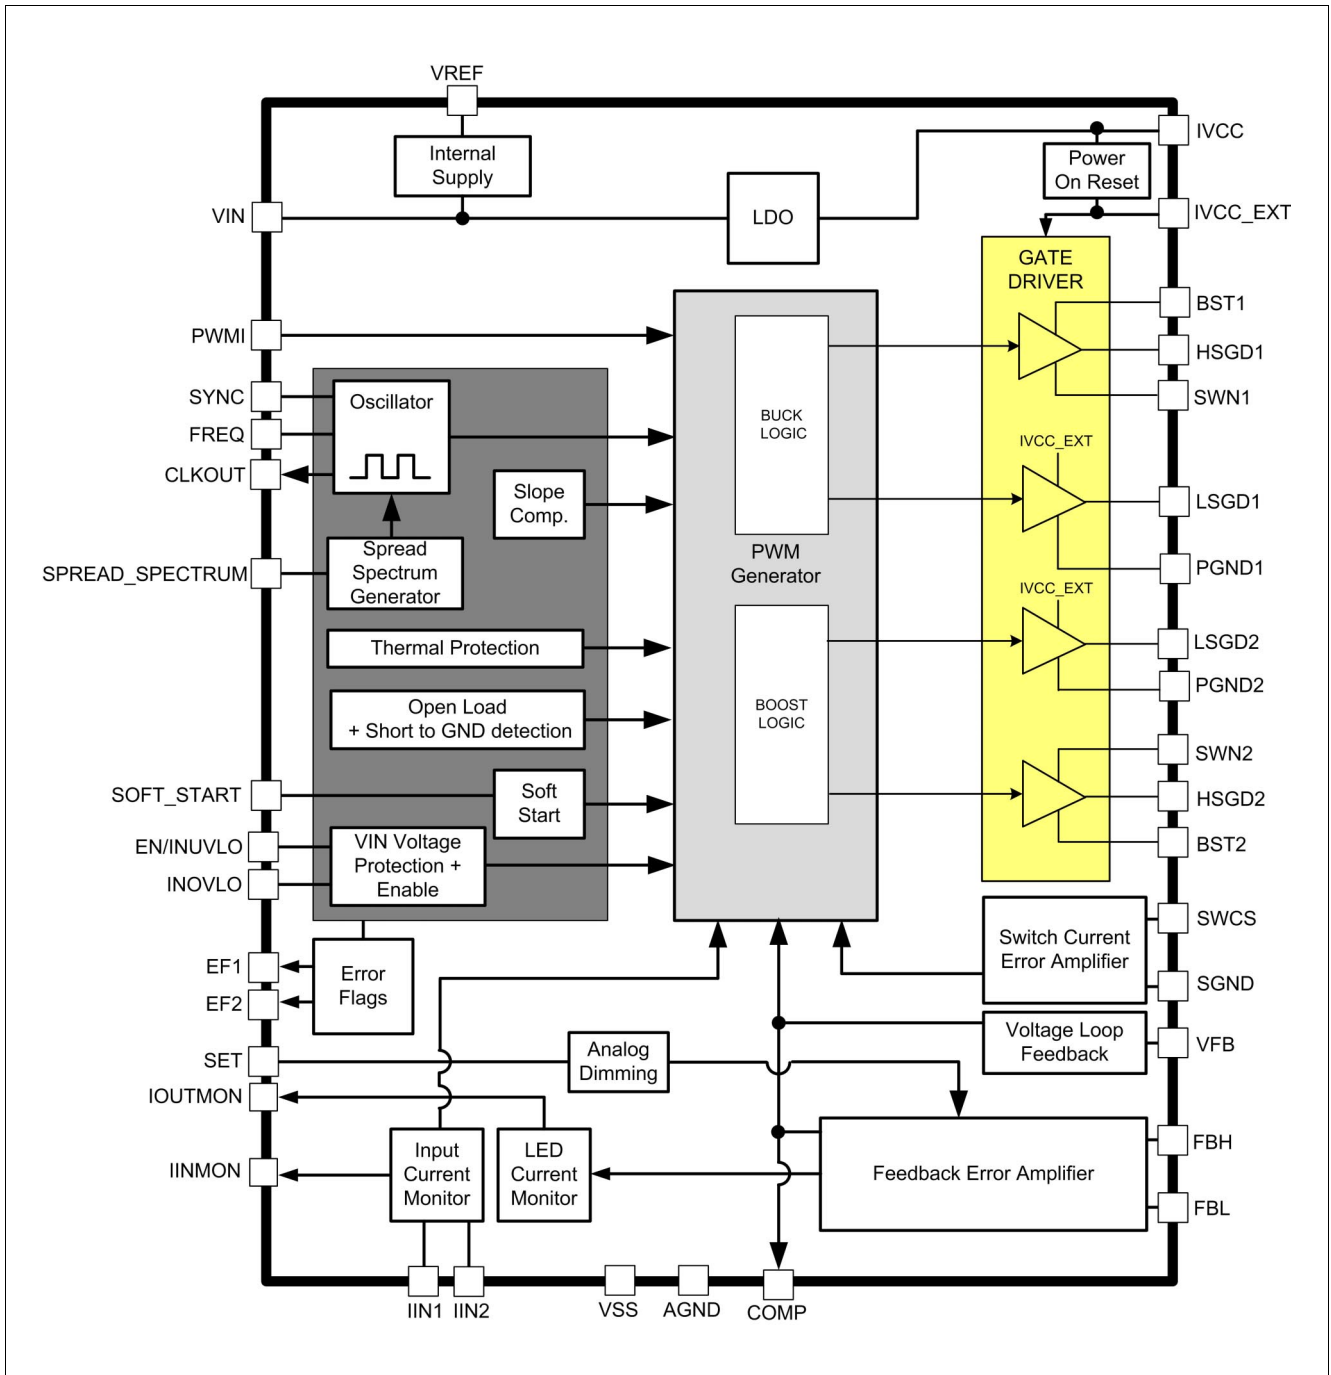 VREF
Internal
Supply
VIN
LDO
IVCC
Power
On Reset
IVCC_EXT
GATE
DRIVER
PWMI
SYNC
FREQ
CLKOUT
Oscillator
Slope
Comp.
SPREAD_SPECTRUM
Spread
Spectrum
Generator
Thermal Protection
Open Load
+ Short to GND detection
SOFT_START
Soft
Start
EN/INUVLO
INOVLO
VIN Voltage
Protection +
Enable
BUCK
LOGIC
PWM
Generator
BOOST
LOGIC
BST1
HSGD1
SWN1
IVCC_EXT
LSGD1
PGND1
IVCC_EXT
LSGD2
PGND2
SWN2
HSGD2
BST2
EF1
EF2
Error
Flags
Switch Current
Error Amplifier
SWCS
SGND
Voltage Loop
Feedback
VFB
SET
Analog
Dimming
IOUTMON
IINMON
Input
Current
Monitor
LED
Current
Monitor
Feedback Error Amplifier
FBH
FBL
IIN1
IIN2
VSS
AGND
COMP